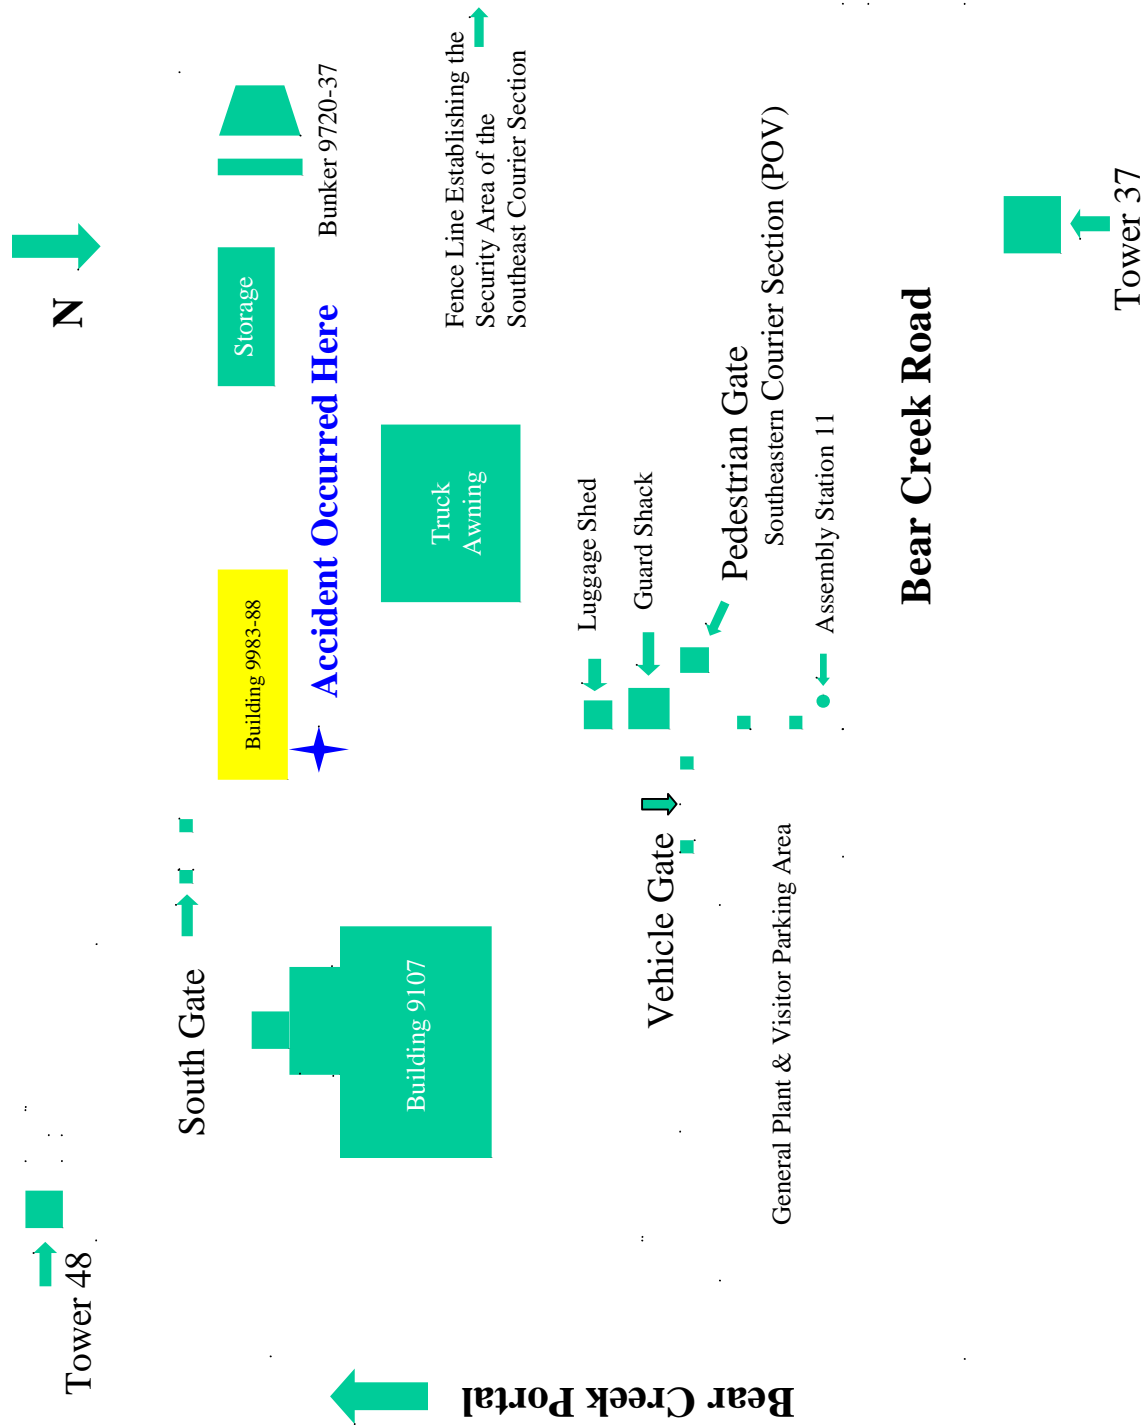 Tower 48
South Gate
N
Building 9983-88
Storage
Bunker 9720-37
Accident Occurred Here
Building 9107
Truck
Awning
Fence Line Establishing the
Security Area of the
Southeast Courier Section
Luggage Shed
Guard Shack
Vehicle Gate
Pedestrian Gate
Southeastern Courier Section (POV)
General Plant & Visitor Parking Area
Assembly Station 11
Bear Creek Road
Tower 37
Bear Creek Portal